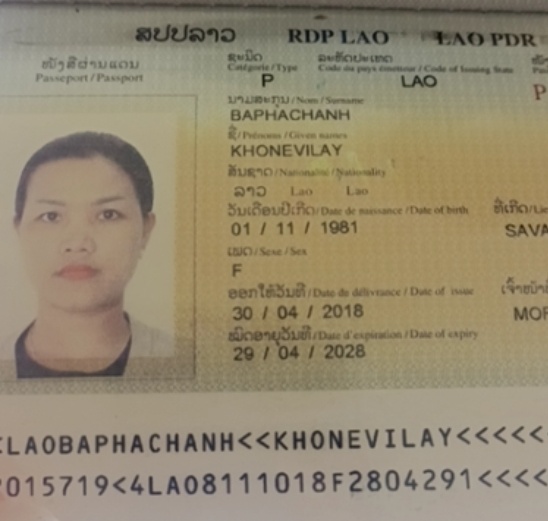 ສປປລາວ RDP LAO LAO PDR
ໜັງສືຜ່ານແດນ ຊະນິດ ລະຫັດປະເທດ
Passeport / Passport Catégorie / Type Code du pays émetteur / Code of Issuing State
P LAO P
ນາມສະກຸນ / Nom / Surname
BAPHACHANH
ຊື່ / Prénoms / Given names
KHONEVILAY
ສັນຊາດ / Nationalité / Nationality
ລາວ Lao Lao
ວັນເດືອນປີເກີດ / Date de naissance / Date of birth ທີ່ເກີດ / Lie
01 / 11 / 1981 SAVA
ເພດ / Sexe / Sex
F
ອອກໃຫ້ວັນທີ / Date de délivrance / Date of issue ເຈົ້າໜ້າທີ່
30 / 04 / 2018 MOF
ໝົດອາຍຸວັນທີ / Date d'expiration / Date of expiry
29 / 04 / 2028
<LAOBAPHACHANH<<KHONEVILAY<<<<<
2015719<4LAO8111018F2804291<<<<